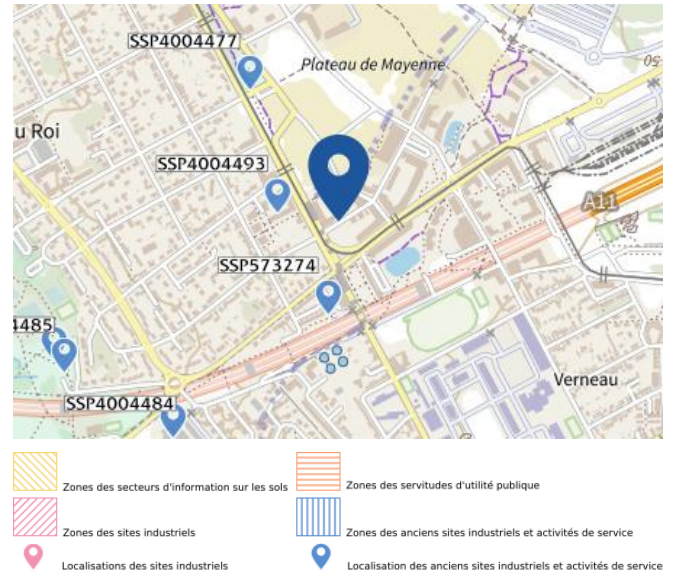 SSP4004477
Plateau de Mayenne
50
u Roi
SSP4004493
A11
SSP573274
4485
Verneau
SSP4004484
Zones des secteurs d'information sur les sols
Zones des servitudes d'utilité publique
Zones des sites industriels
Zones des anciens sites industriels et activités de service
Localisations des sites industriels
Localisation des anciens sites industriels et activités de service